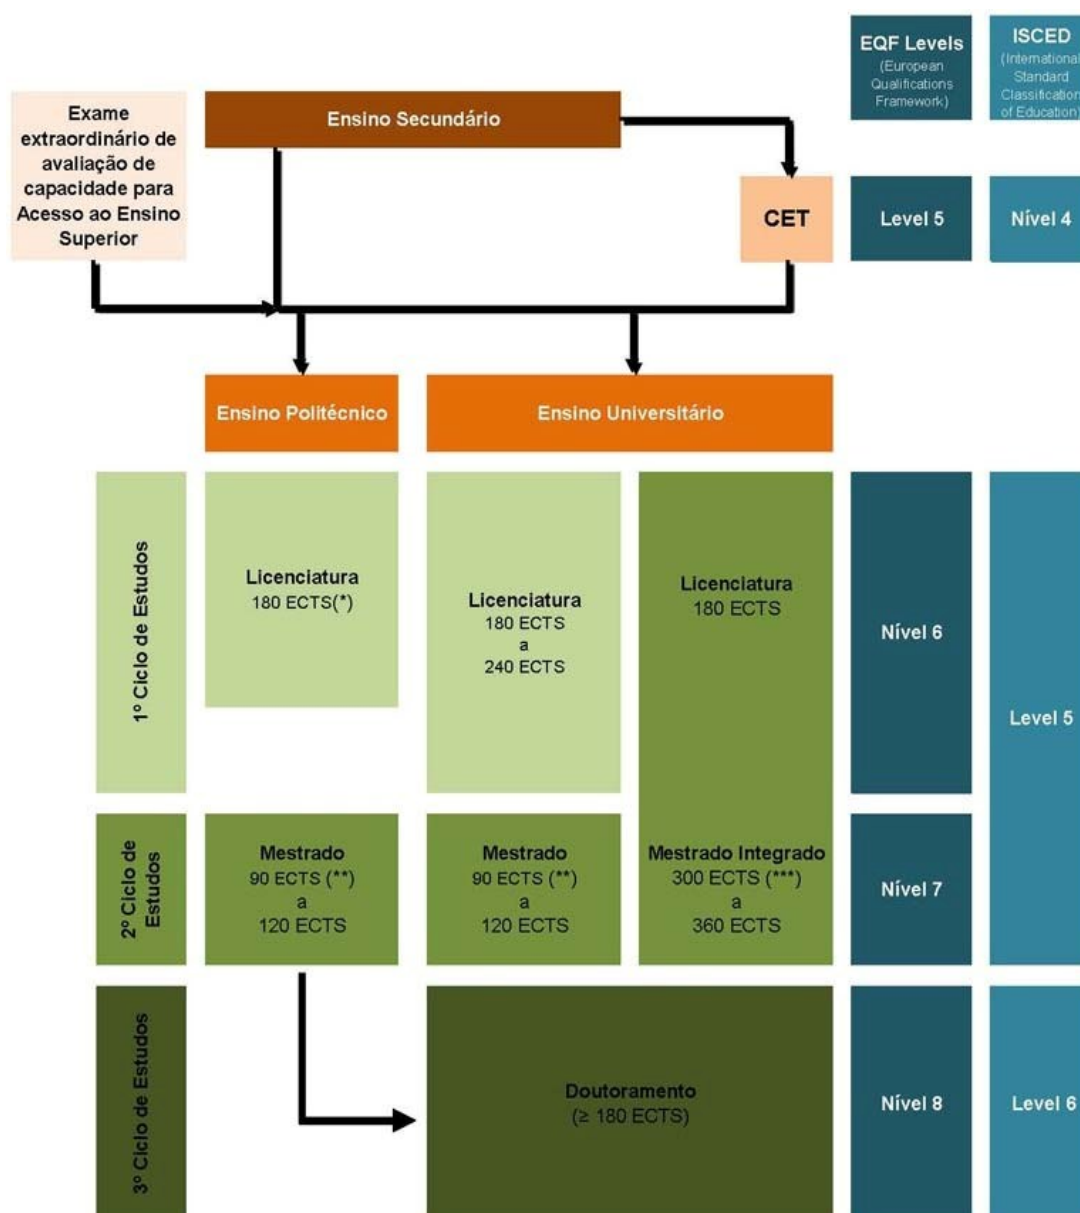 EQF Levels
(European
Qualifications
Framework)
ISCED
(International
Standard
Classification
of Education)
Exame
extraordinário de
avaliação de
capacidade para
Acesso ao Ensino
Superior
Ensino Secundário
CET
Level 5
Nível 4
Ensino Politécnico
Ensino Universitário
1º Ciclo de Estudos
Licenciatura
180 ECTS(*)
Licenciatura
180 ECTS
a
240 ECTS
Licenciatura
180 ECTS
Nível 6
Level 5
2º Ciclo de
Estudos
Mestrado
90 ECTS (**)
a
120 ECTS
Mestrado
90 ECTS (**)
a
120 ECTS
Mestrado Integrado
300 ECTS (***)
a
360 ECTS
Nível 7
3º Ciclo de Estudos
Doutoramento
(≥ 180 ECTS)
Nível 8
Level 6